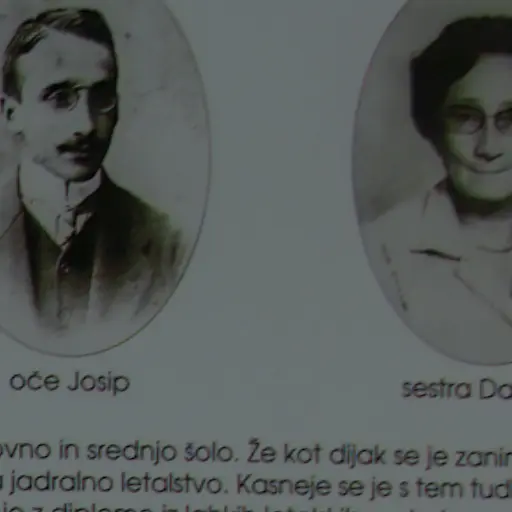 oče Josip
sestra Da
ovno in srednjo šolo. Že kot dijak se je zanim
jadralno letalstvo. Kasneje se je s tem tudi